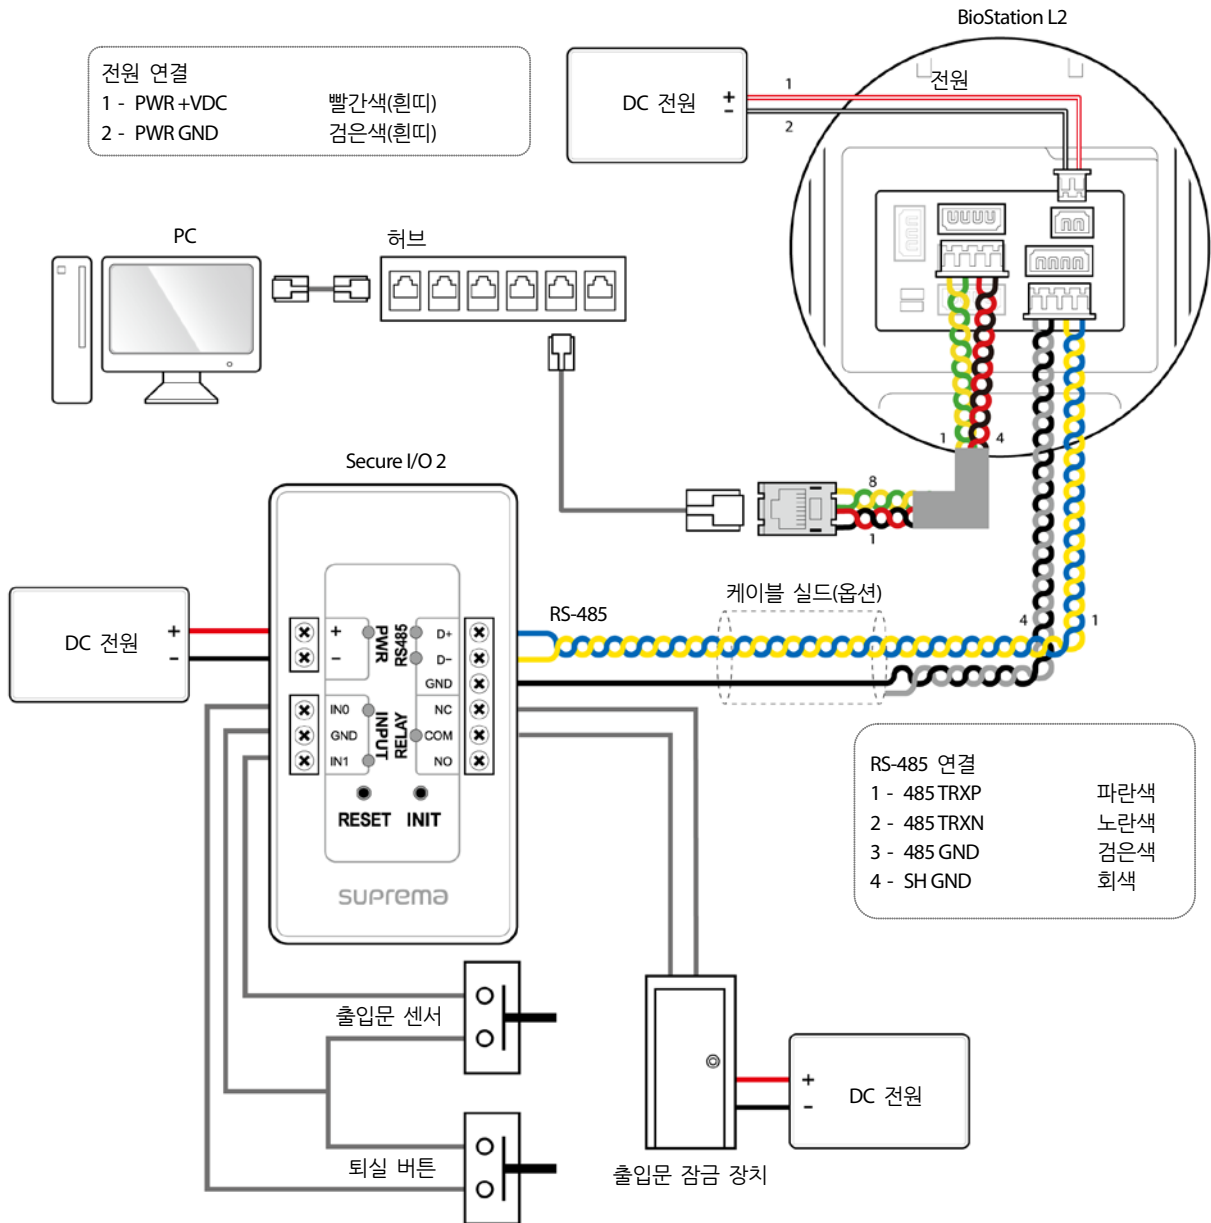 BioStation L2
전원 연결
1 - PWR +VDC 빨간색(흰띠)
2 - PWR GND 검은색(흰띠)
DC 전원
+
-
1
2
전원
PC
허브
1
4
8
1
Secure I/O 2
DC 전원
+
-
+
-
PWR
RS485
D+
D-
GND
IN0
GND
IN1
INPUT
RELAY
NC
COM
NO
RESET INIT
suprema
RS-485
케이블 실드(옵션)
4
1
RS-485 연결
1 - 485 TRXP 파란색
2 - 485 TRXN 노란색
3 - 485 GND 검은색
4 - SH GND 회색
출입문 센서
퇴실 버튼
출입문 잠금 장치
+
-
DC 전원